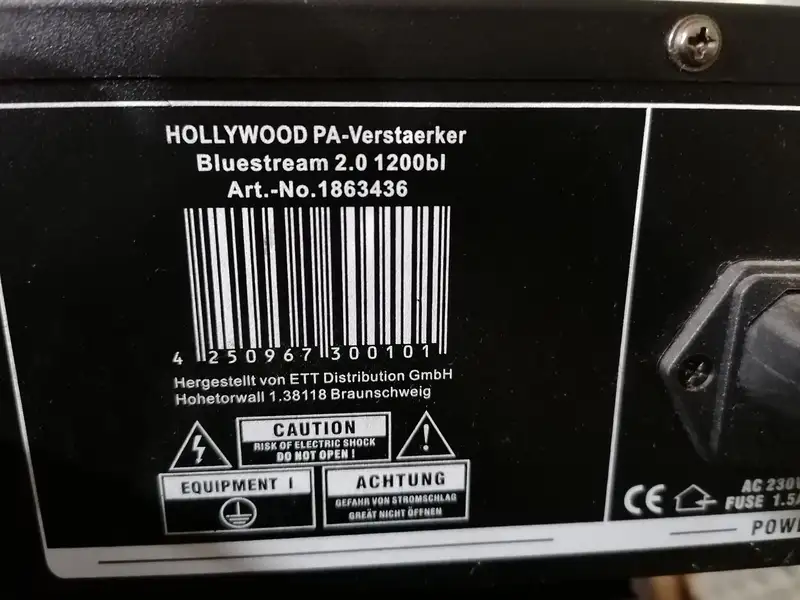 HOLLYWOOD PA-Verstaerker
Bluestream 2.0 1200bl
Art.-No.1863436
4 250967 300101
Hergestellt von ETT Distribution GmbH
Hohetorwall 1.38118 Braunschweig
CAUTION
RISK OF ELECTRIC SHOCK
DO NOT OPEN !
EQUIPMENT I
ACHTUNG
GEFAHR VON STROMSCHLAG
GREÄT NICHT ÖFFNEN
CE
AC 230V
FUSE 1.5A
POWE